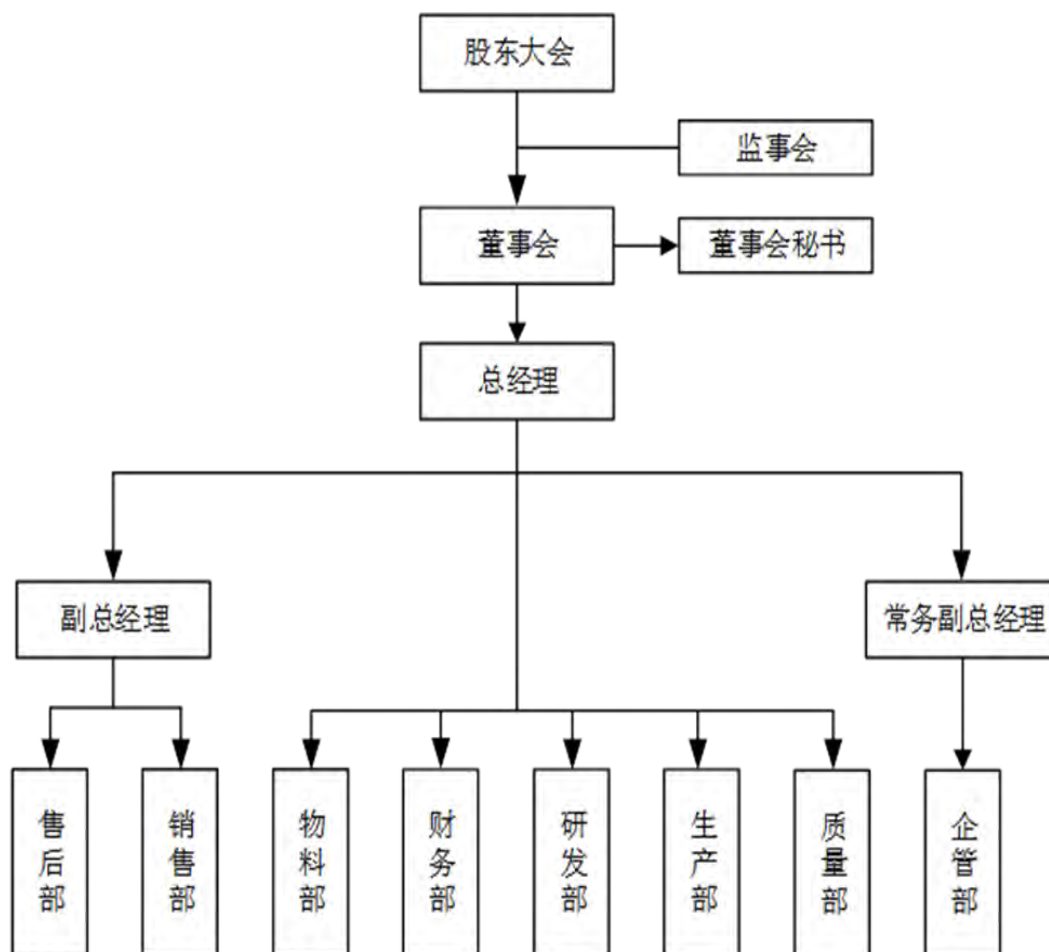 股东大会
监事会
董事会
董事会秘书
总经理
副总经理
常务副总经理
售后部
销售部
物料部
财务部
研发部
生产部
质量部
企管部